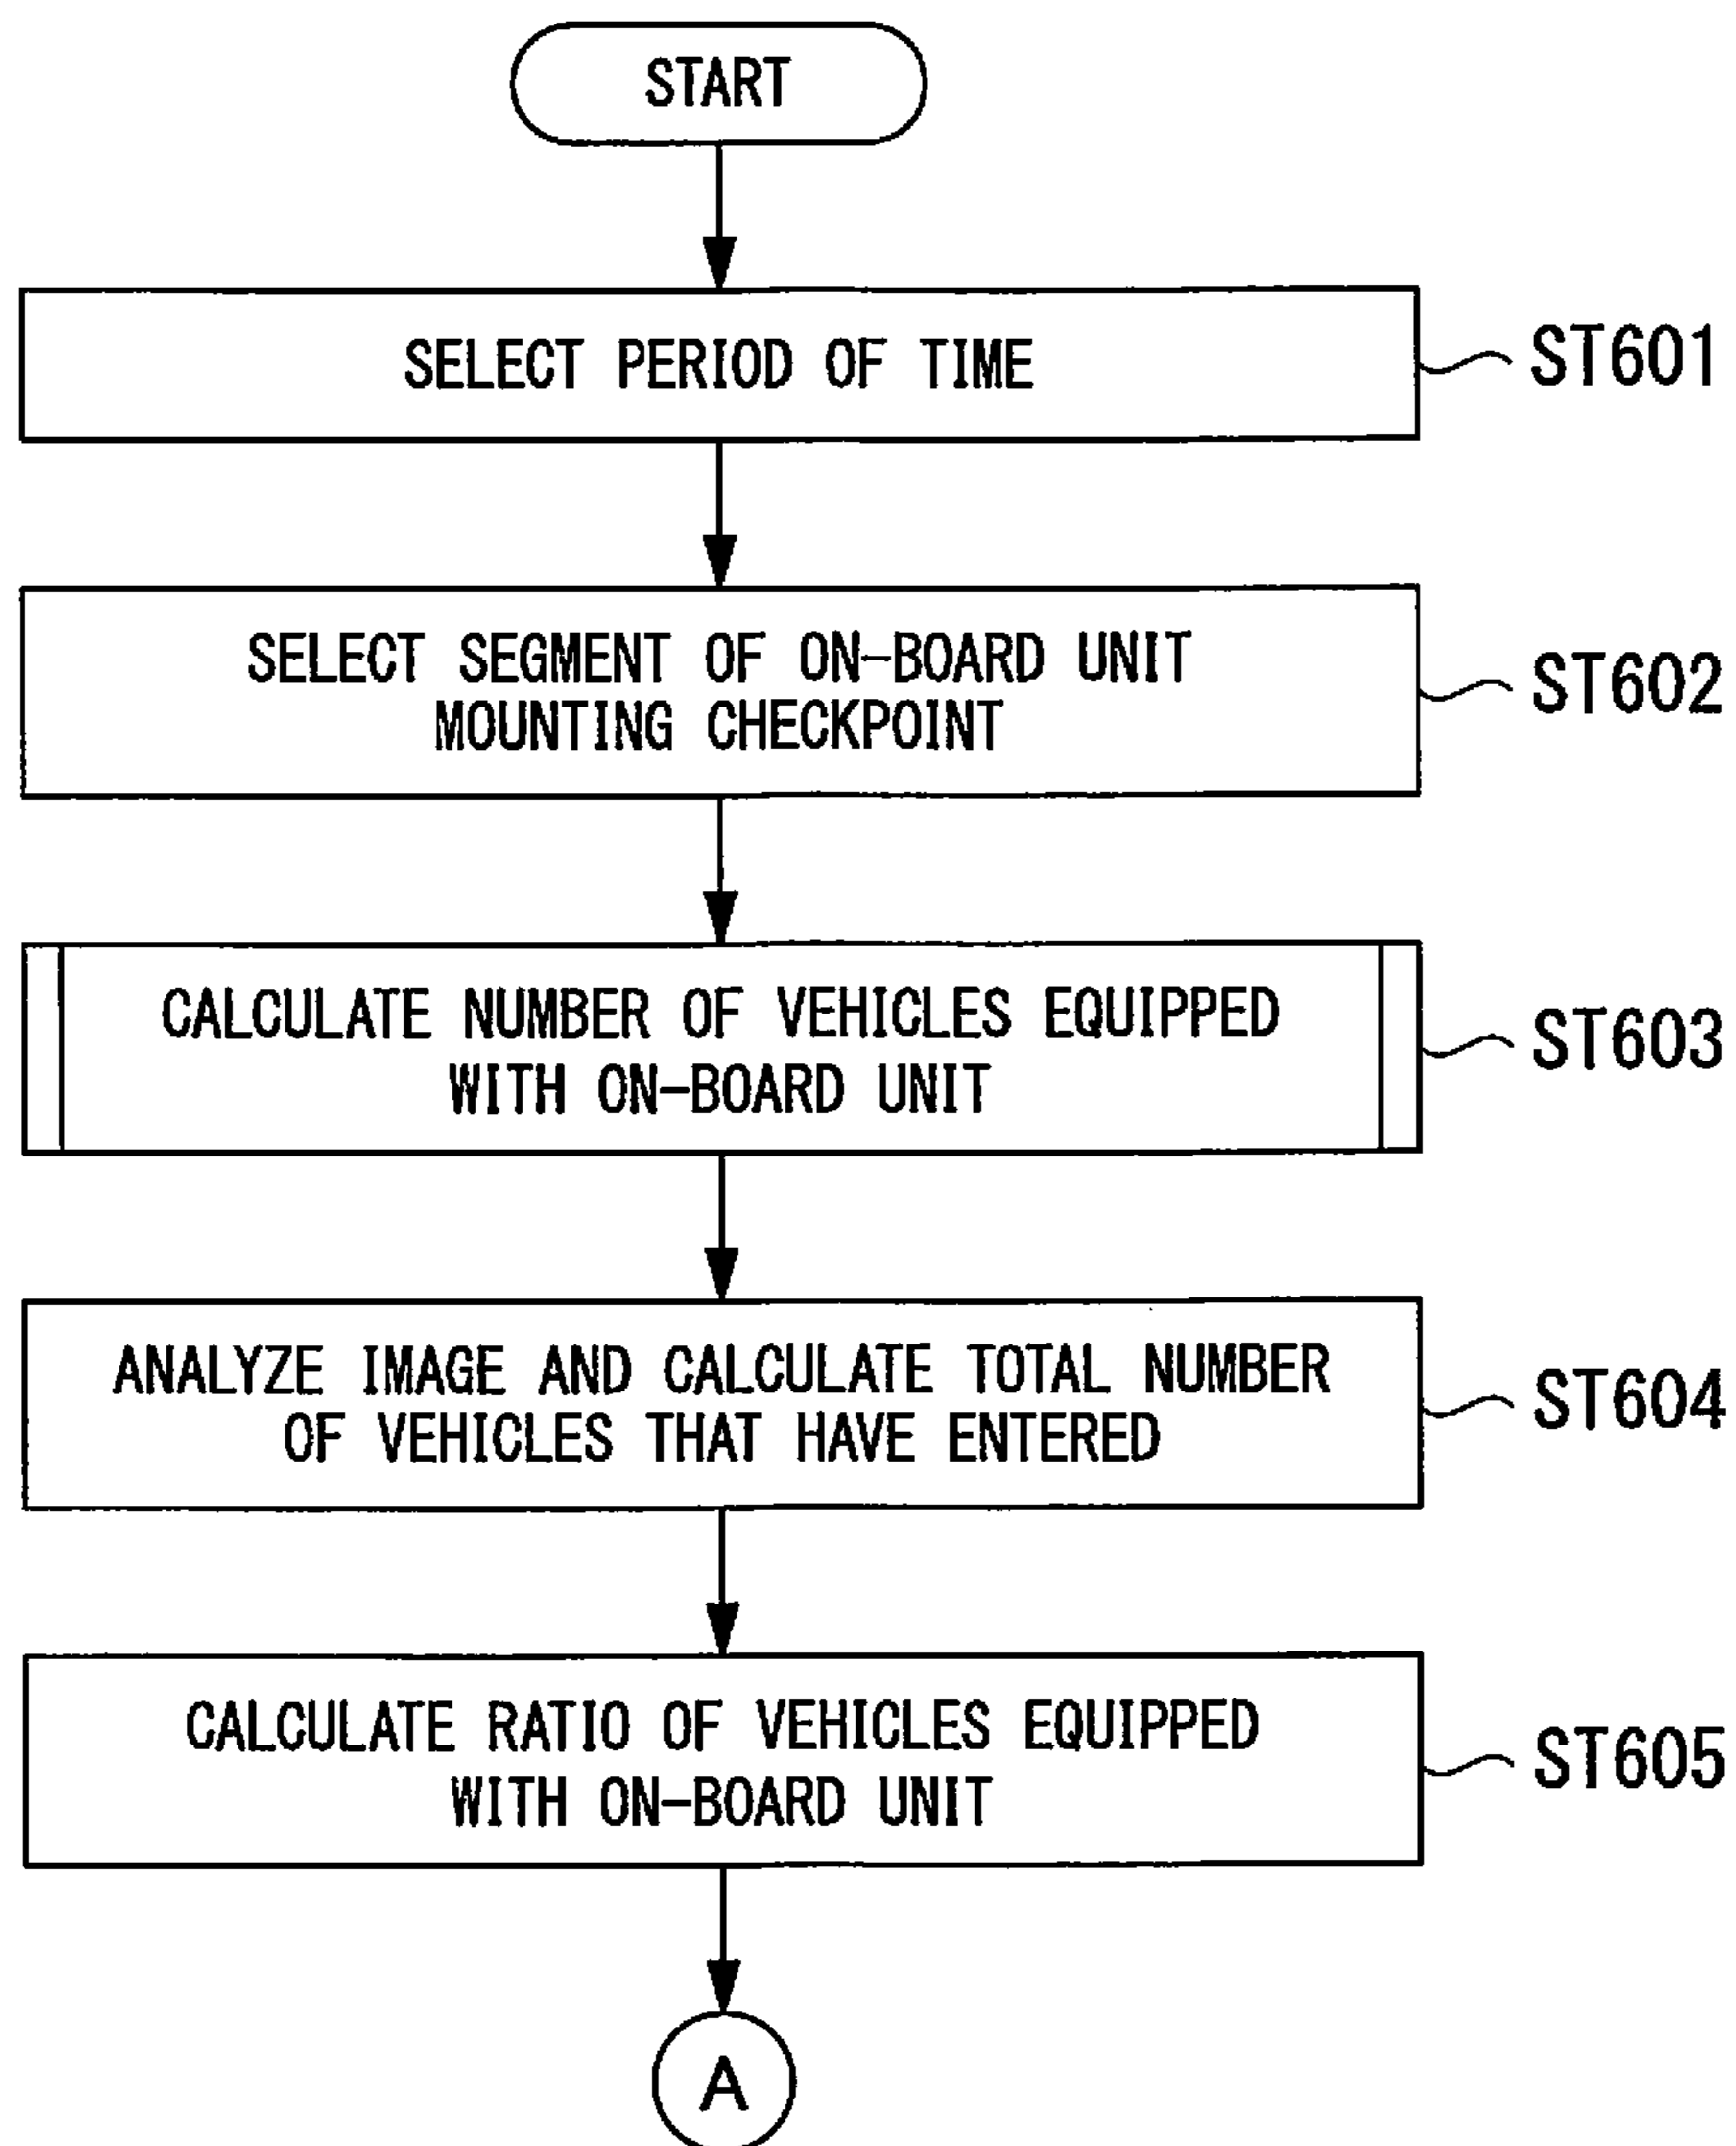 START
SELECT PERIOD OF TIME
ST601
SELECT SEGMENT OF ON-BOARD UNIT
MOUNTING CHECKPOINT
ST602
CALCULATE NUMBER OF VEHICLES EQUIPPED
WITH ON-BOARD UNIT
ST603
ANALYZE IMAGE AND CALCULATE TOTAL NUMBER
OF VEHICLES THAT HAVE ENTERED
ST604
CALCULATE RATIO OF VEHICLES EQUIPPED
WITH ON-BOARD UNIT
ST605
A